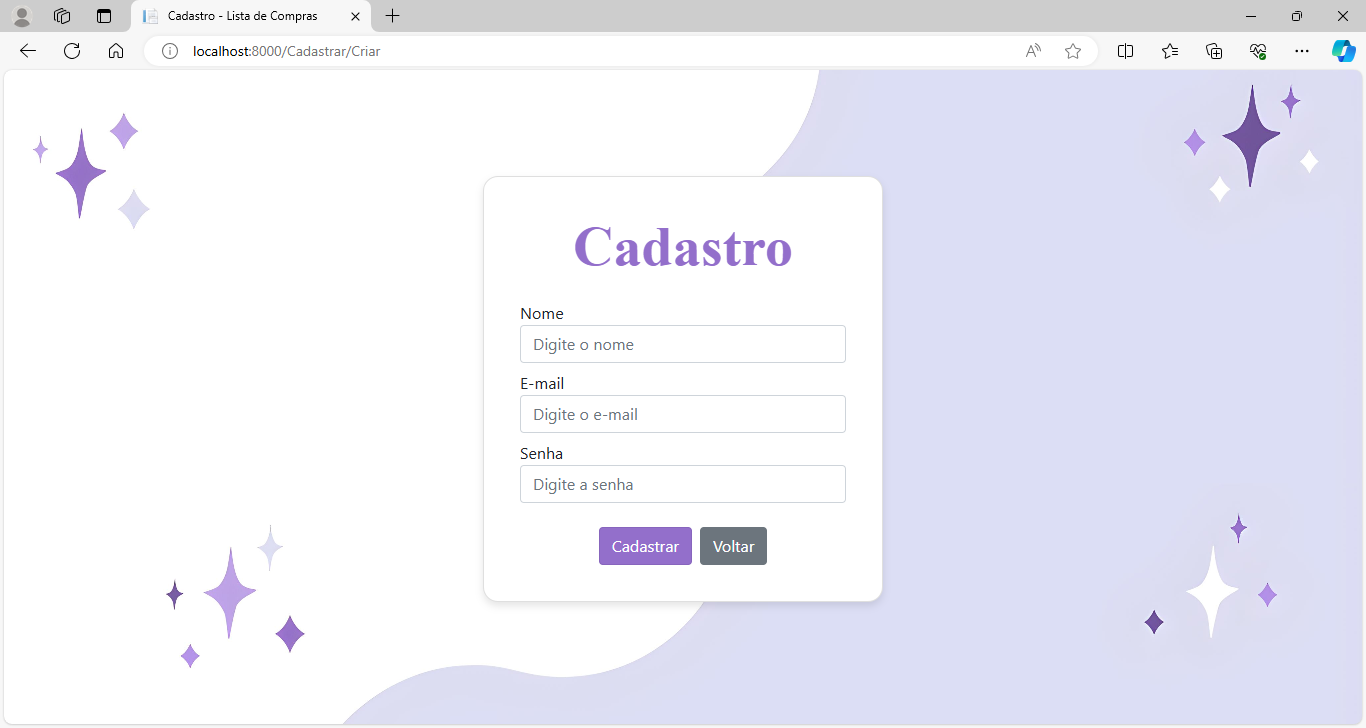 Cadastro - Lista de Compras
localhost:8000/Cadastrar/Criar
Cadastro
Nome
Digite o nome
E-mail
Digite o e-mail
Senha
Digite a senha
Cadastrar Voltar